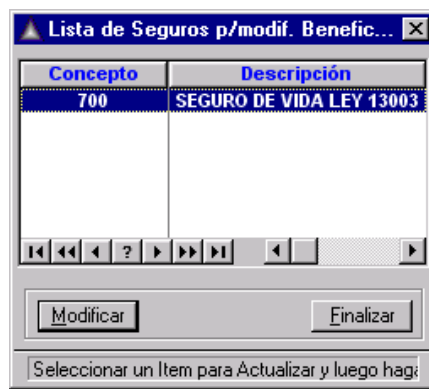 Lista de Seguros p/modif. Benefic...
Concepto Descripción
700 SEGURO DE VIDA LEY 13003
?
Modificar Finalizar
Seleccionar un Item para Actualizar y luego haga